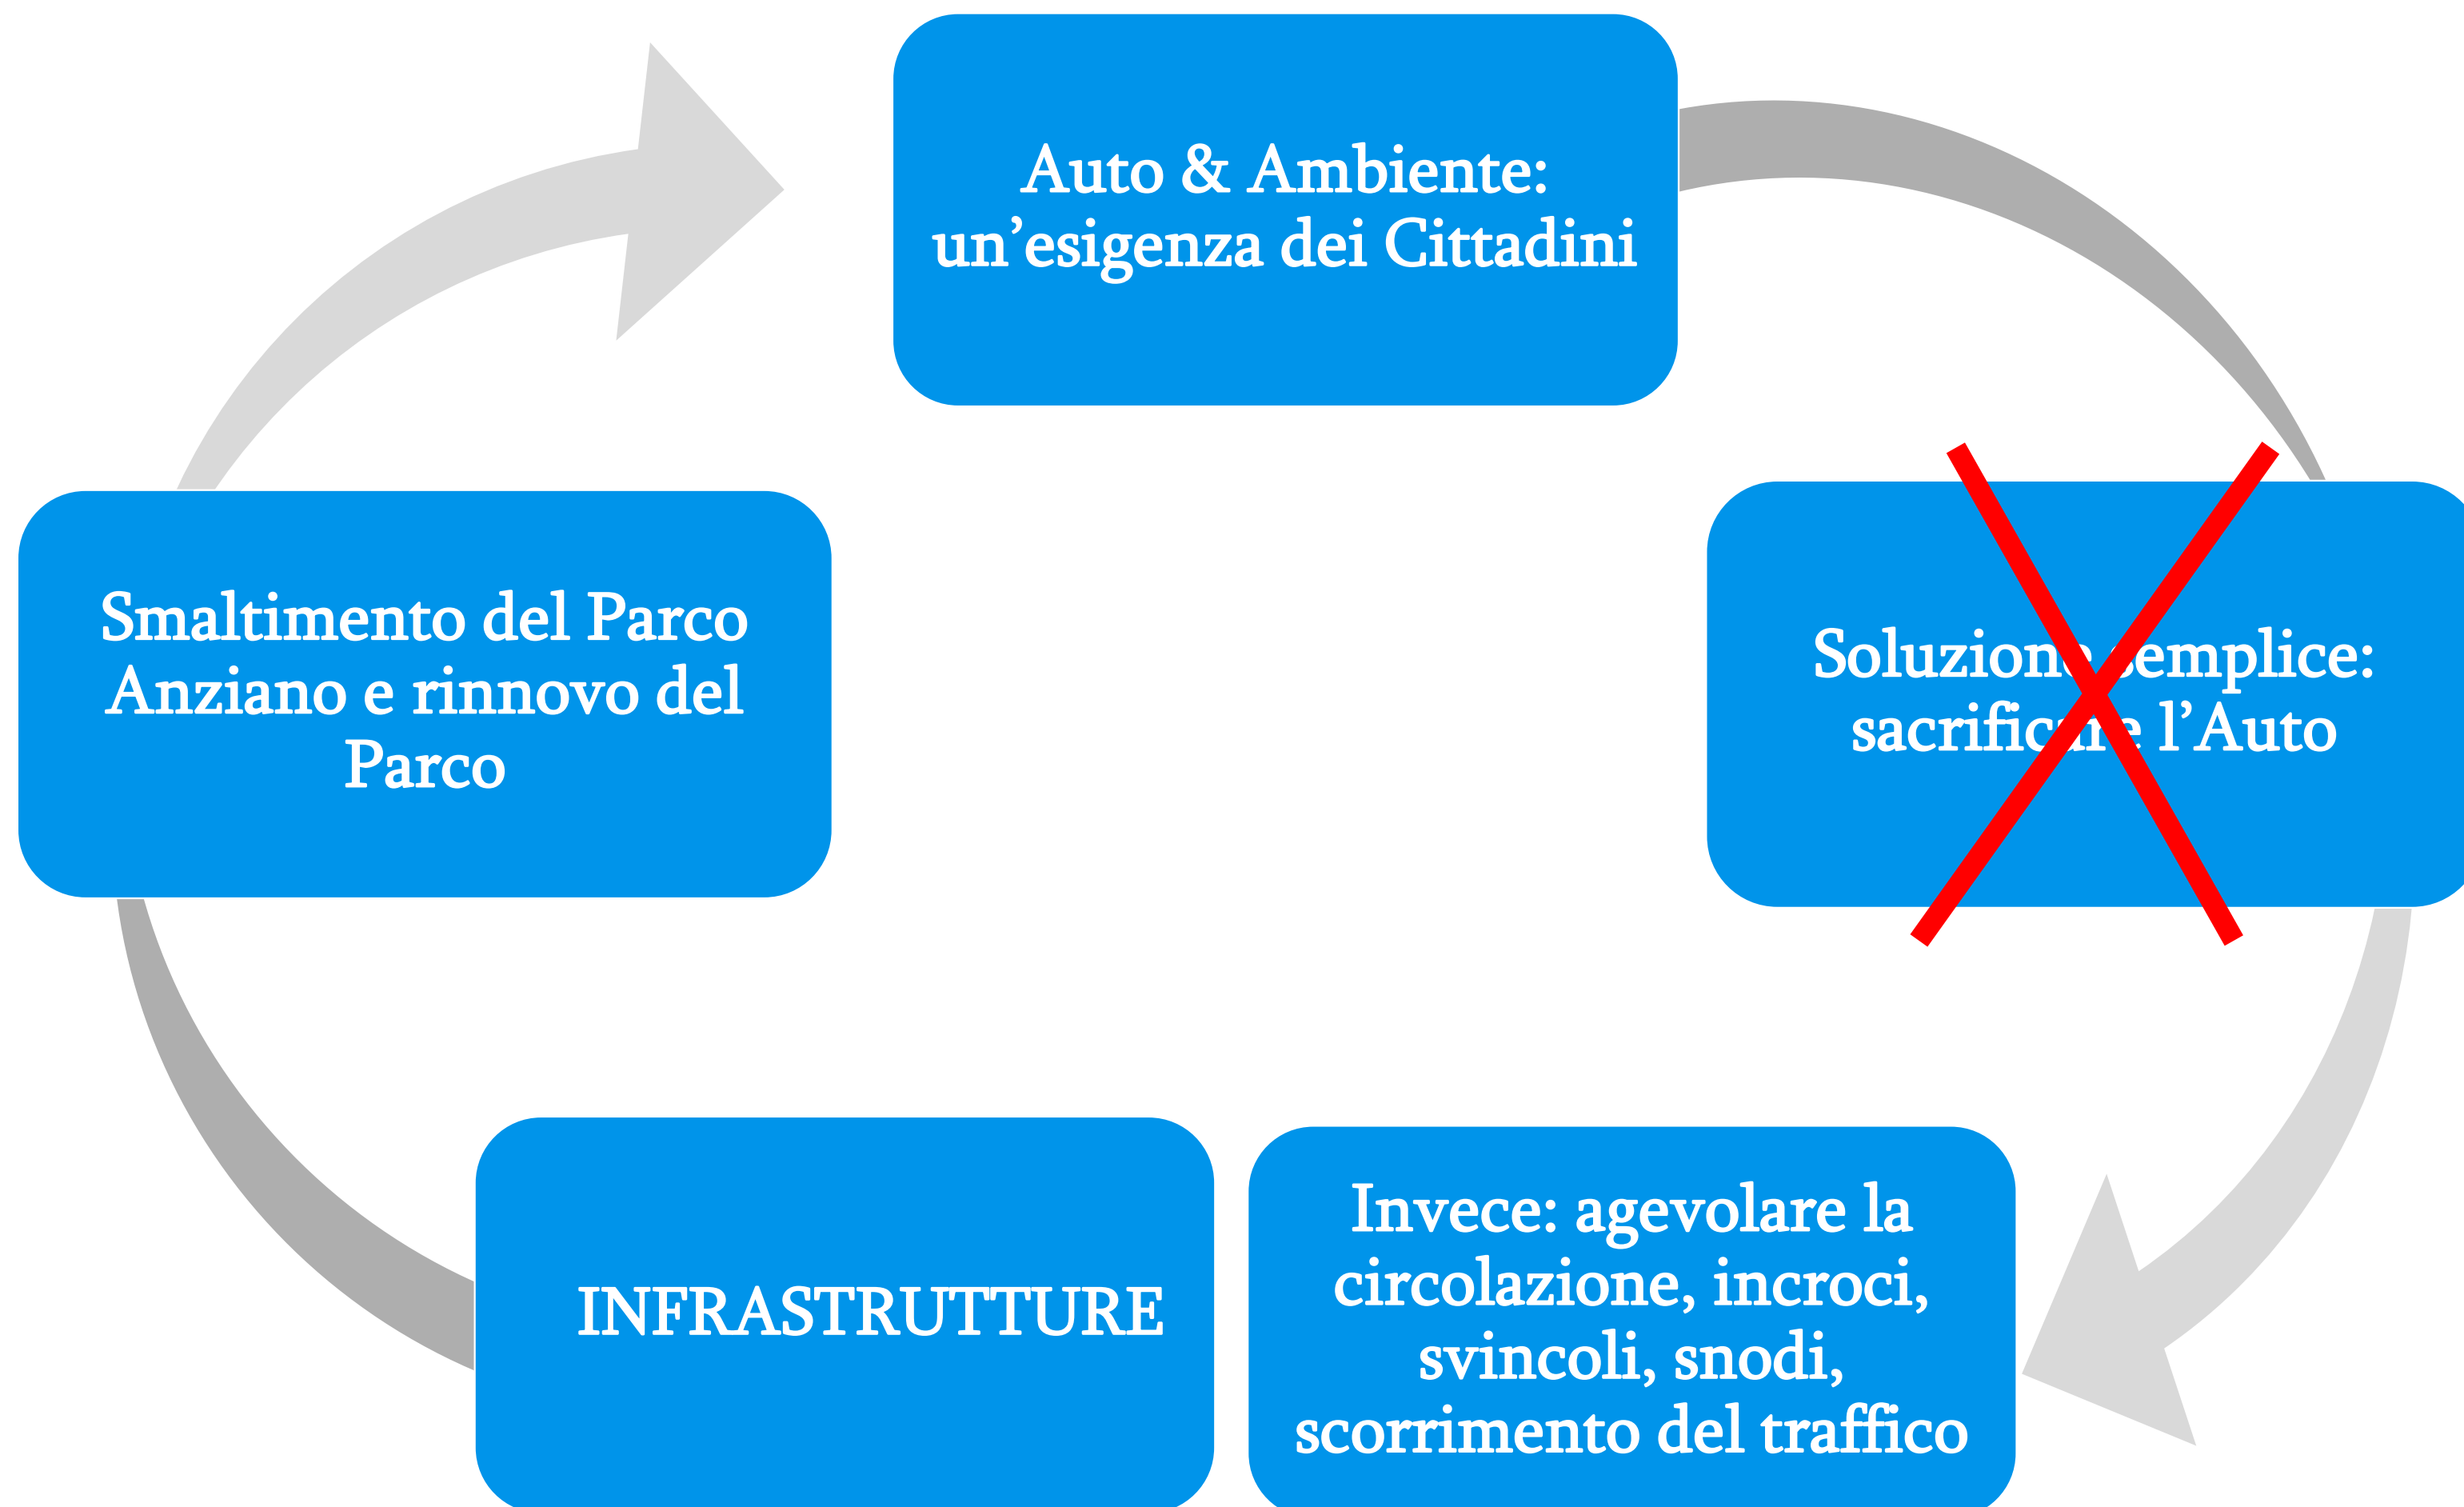 Auto & Ambiente:
un’esigenza dei Cittadini
Smaltimento del Parco
Anziano e rinnovo del
Parco
Soluzione semplice:
sacrificare l’Auto
INFRASTRUTTURE
Invece: agevolare la
circolazione, incroci,
svincoli, snodi,
scorrimento del traffico